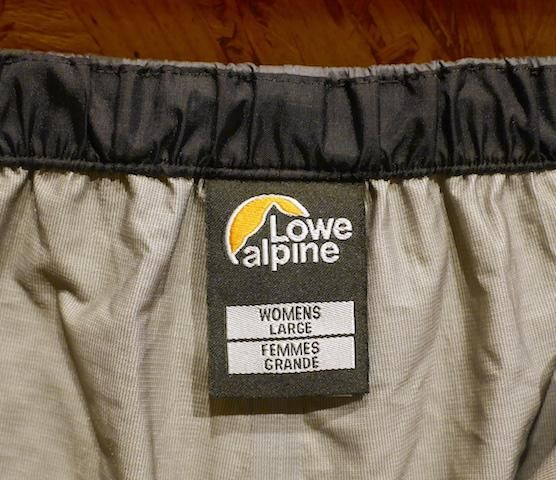 Lowe
alpine
WOMENS
LARGE
FEMMES
GRANDE